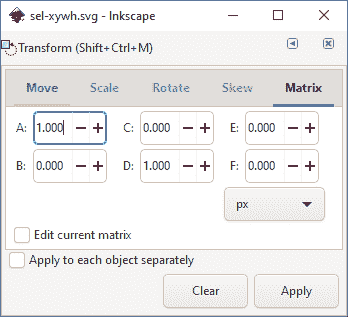 sel-xywh.svg - Inkscape
Transform (Shift+Ctrl+M)
Move Scale Rotate Skew Matrix
A: 1.000 C: 0.000 E: 0.000
B: 0.000 D: 1.000 F: 0.000
px
Edit current matrix
Apply to each object separately
Clear Apply